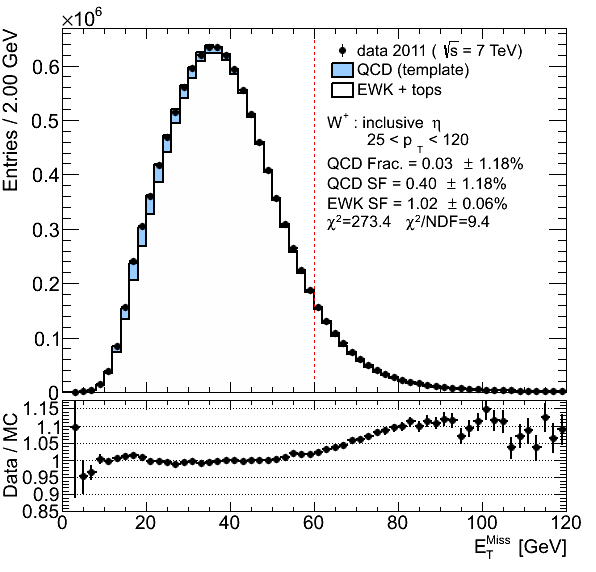 ×10⁶
Entries / 2.00 GeV
0.6
0.5
0.4
0.3
0.2
0.1
0
data 2011 ( √s = 7 TeV)
QCD (template)
EWK + tops
W⁺ : inclusive η
25 < p_T < 120
QCD Frac. = 0.03 ± 1.18%
QCD SF = 0.40 ± 1.18%
EWK SF = 1.02 ± 0.06%
χ²=273.4 χ²/NDF=9.4
Data / MC
1.15
1.1
1.05
1
0.95
0.9
0.85
0 20 40 60 80 100 120
E_T^Miss [GeV]